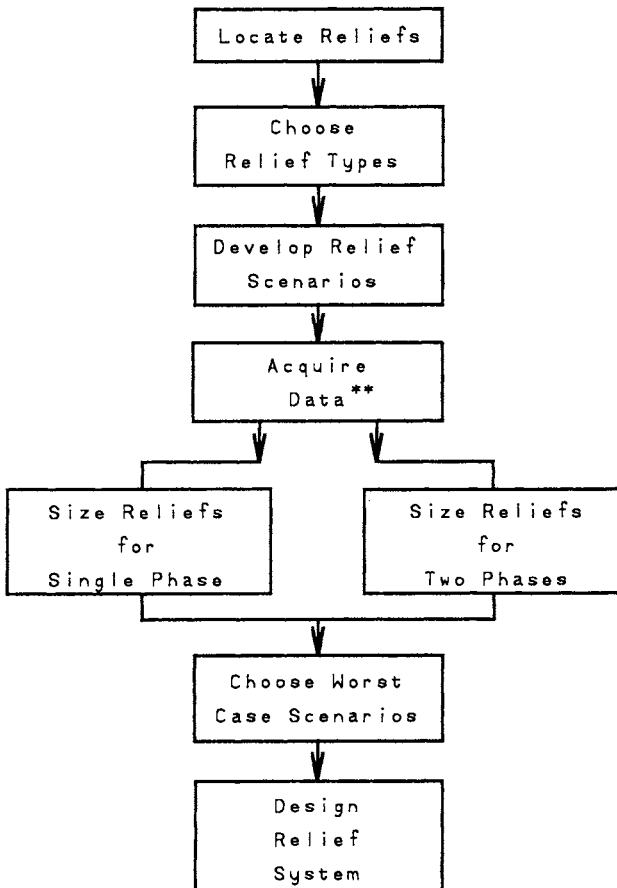 Locate Reliefs
Choose
Relief Types
Develop Relief
Scenarios
Acquire
Data**
Size Reliefs
for
Single Phase
Size Reliefs
for
Two Phases
Choose Worst
Case Scenarios
Design
Relief
System